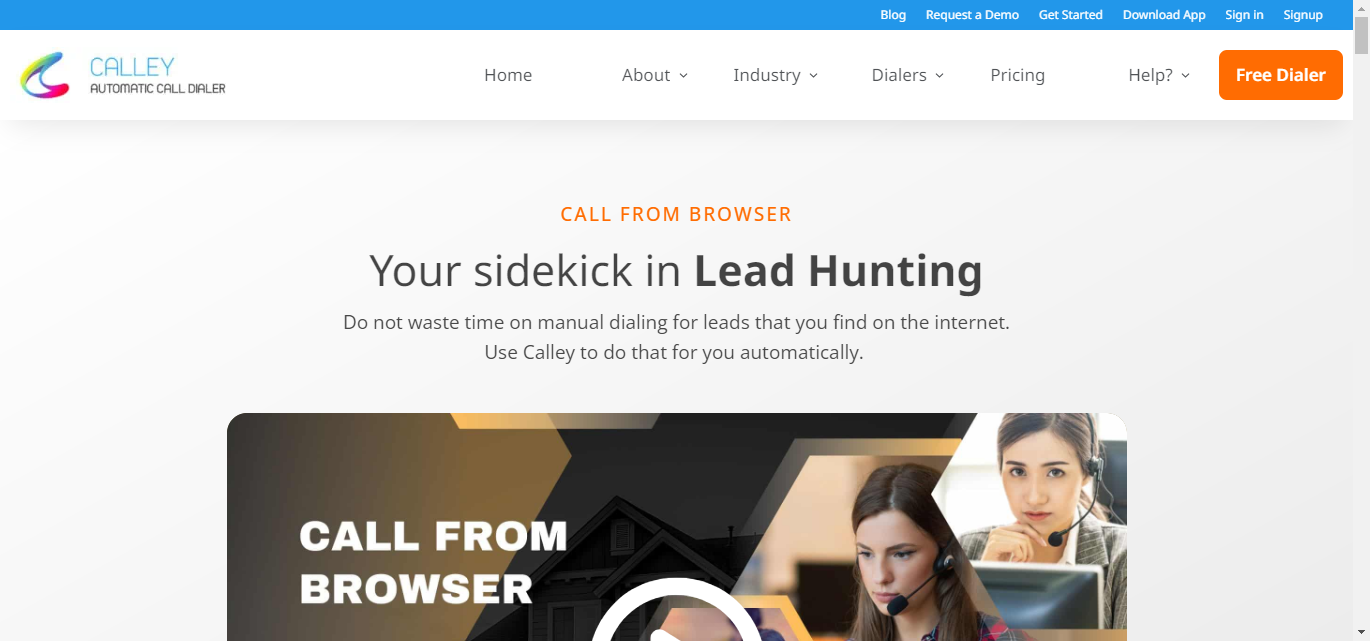 Blog Request a Demo Get Started Download App Sign in Signup
CALLEY
AUTOMATIC CALL DIALER
Home About Industry Dialers Pricing Help? Free Dialer
CALL FROM BROWSER
Your sidekick in Lead Hunting
Do not waste time on manual dialing for leads that you find on the internet.
Use Calley to do that for you automatically.
CALL FROM
BROWSER